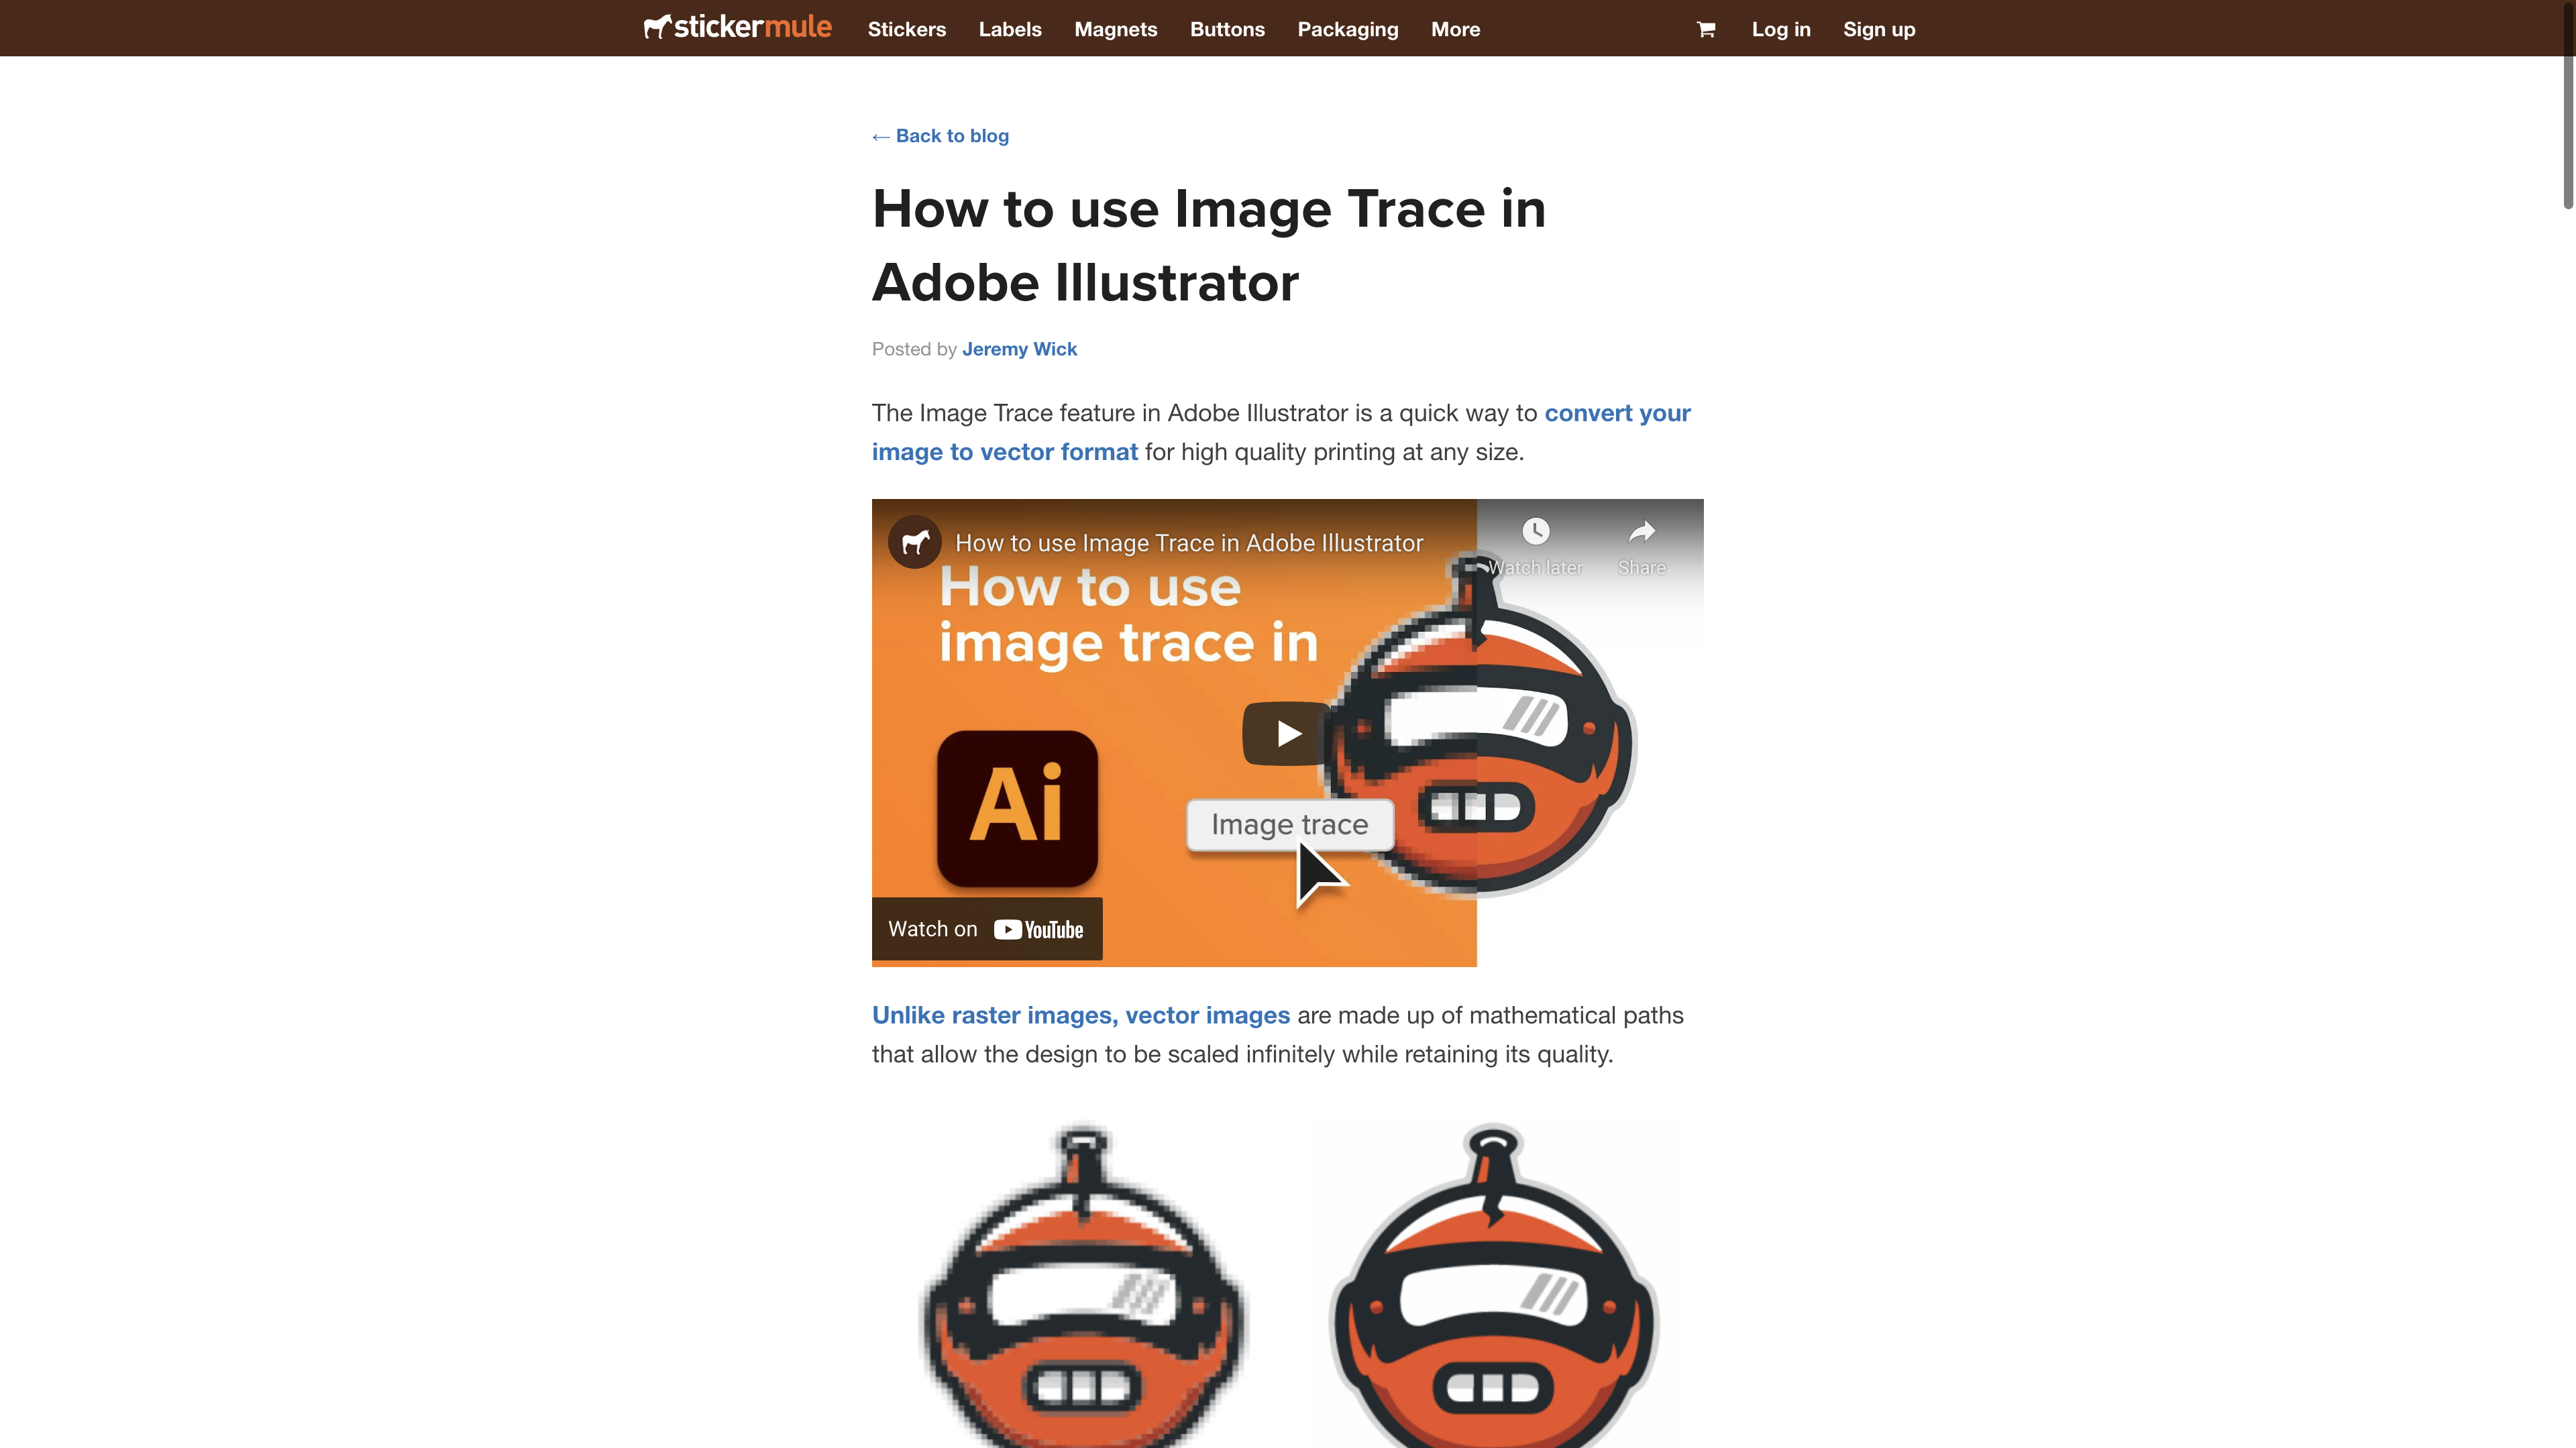 stickermule Stickers Labels Magnets Buttons Packaging More Log in Sign up
← Back to blog
How to use Image Trace in
Adobe Illustrator
Posted by Jeremy Wick
The Image Trace feature in Adobe Illustrator is a quick way to convert your
image to vector format for high quality printing at any size.
How to use Image Trace in Adobe Illustrator
Watch later Share
How to use
image trace in
Ai
Image trace
Watch on YouTube
Unlike raster images, vector images are made up of mathematical paths
that allow the design to be scaled infinitely while retaining its quality.